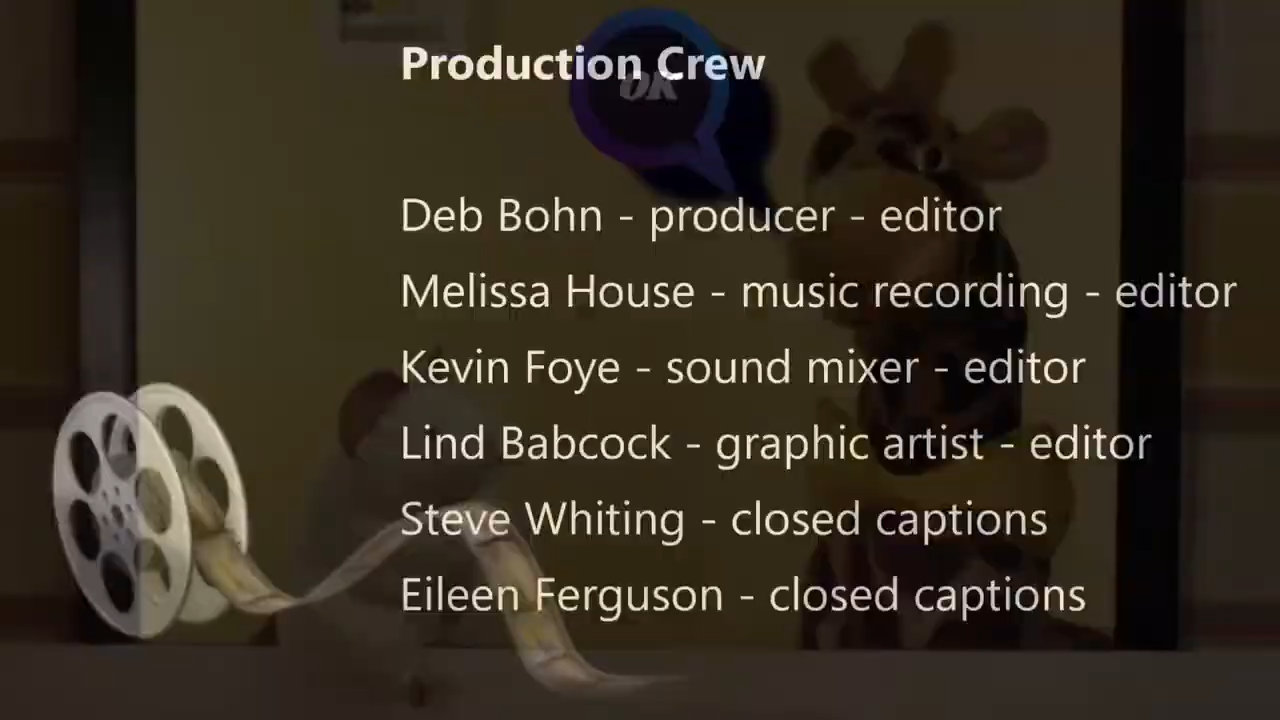 Production Crew
OK
Deb Bohn - producer - editor
Melissa House - music recording - editor
Kevin Foye - sound mixer - editor
Lind Babcock - graphic artist - editor
Steve Whiting - closed captions
Eileen Ferguson - closed captions